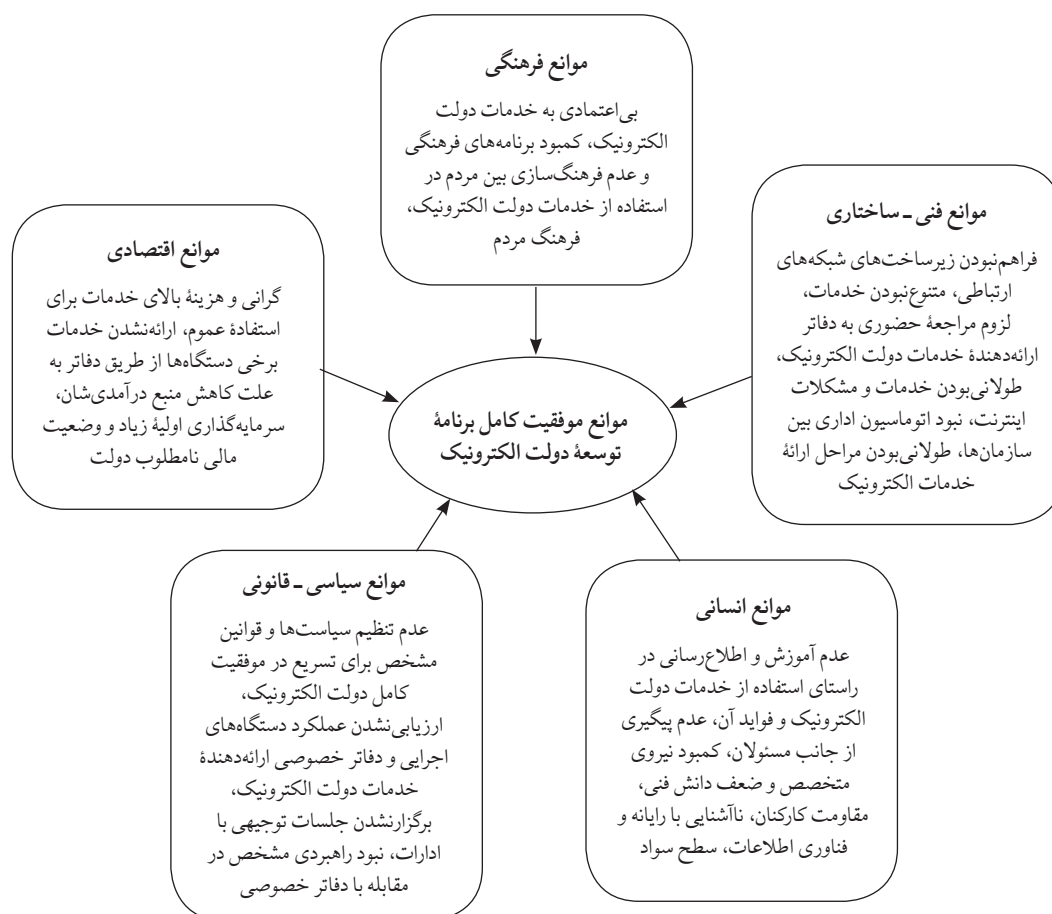 موانع فرهنگی
بی‌اعتمادی به خدمات دولت
الکترونیک، کمبود برنامه‌های فرهنگی
و عدم فرهنگ‌سازی بین مردم در
استفاده از خدمات دولت الکترونیک،
فرهنگ مردم
موانع فنی ـ ساختاری
فراهم‌نبودن زیرساخت‌های شبکه‌های
ارتباطی، متنوع‌نبودن خدمات،
لزوم مراجعهٔ حضوری به دفاتر
ارائه‌دهندهٔ خدمات دولت الکترونیک،
طولانی‌بودن خدمات و مشکلات
اینترنت، نبود اتوماسیون اداری بین
سازمان‌ها، طولانی‌بودن مراحل ارائهٔ
خدمات الکترونیک
موانع اقتصادی
گرانی و هزینهٔ بالای خدمات برای
استفادهٔ عموم، ارائه‌نشدن خدمات
برخی دستگاه‌ها از طریق دفاتر به
علت کاهش منبع درآمدی‌شان،
سرمایه‌گذاری اولیهٔ زیاد و وضعیت
مالی نامطلوب دولت
موانع موفقیت کامل برنامهٔ
توسعهٔ دولت الکترونیک
موانع انسانی
عدم آموزش و اطلاع‌رسانی در
راستای استفاده از خدمات دولت
الکترونیک و فواید آن، عدم پیگیری
از جانب مسئولان، کمبود نیروی
متخصص و ضعف دانش فنی،
مقاومت کارکنان، ناآشنایی با رایانه و
فناوری اطلاعات، سطح سواد
موانع سیاسی ـ قانونی
عدم تنظیم سیاست‌ها و قوانین
مشخص برای تسریع در موفقیت
کامل دولت الکترونیک،
ارزیابی‌نشدن عملکرد دستگاه‌های
اجرایی و دفاتر خصوصی ارائه‌دهندهٔ
خدمات دولت الکترونیک،
برگزارنشدن جلسات توجیهی با
ادارات، نبود راهبردی مشخص در
مقابله با دفاتر خصوصی